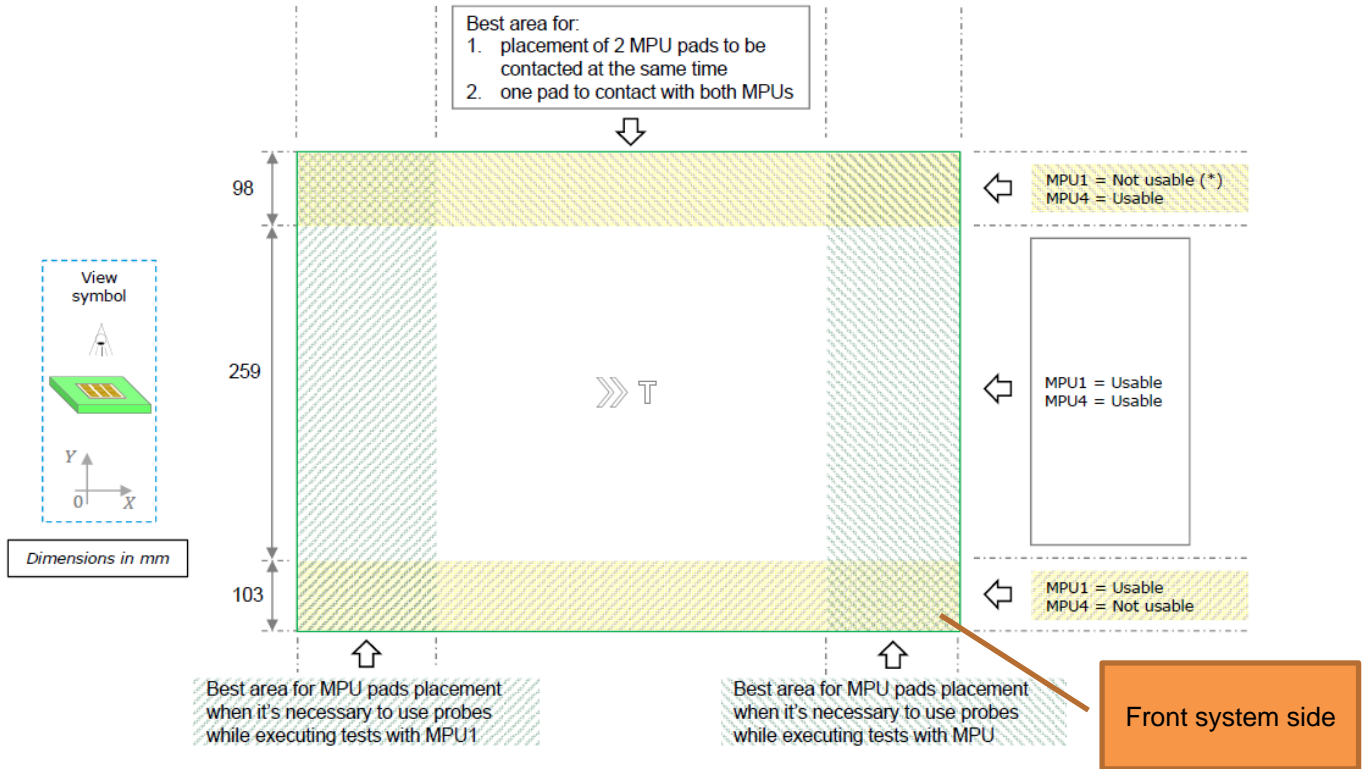 Best area for:
1. placement of 2 MPU pads to be
contacted at the same time
2. one pad to contact with both MPUs
98
MPU1 = Not usable (*)
MPU4 = Usable
View
symbol
259
T
MPU1 = Usable
MPU4 = Usable
Y
0
X
Dimensions in mm
103
MPU1 = Usable
MPU4 = Not usable
Best area for MPU pads placement
when it's necessary to use probes
while executing tests with MPU1
Best area for MPU pads placement
when it's necessary to use probes
while executing tests with MPU
Front system side